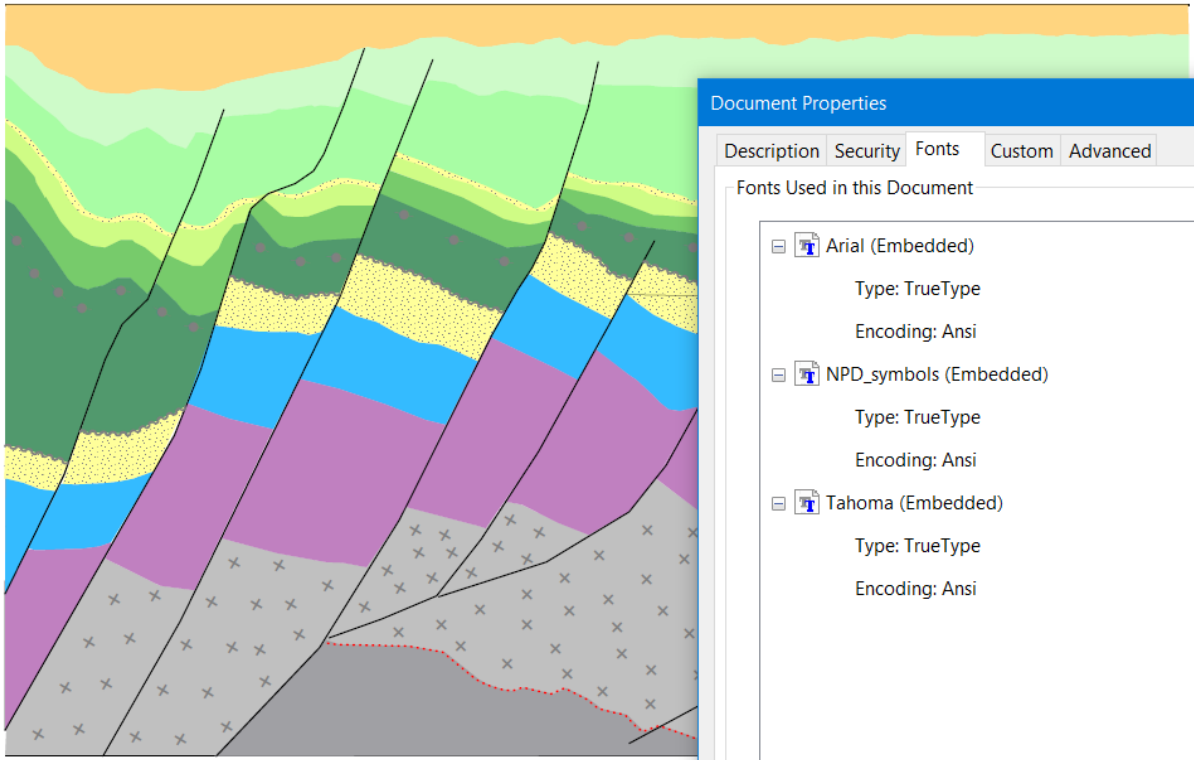 Document Properties
Description Security Fonts Custom Advanced
Fonts Used in this Document
Arial (Embedded)
Type: TrueType
Encoding: Ansi
NPD_symbols (Embedded)
Type: TrueType
Encoding: Ansi
Tahoma (Embedded)
Type: TrueType
Encoding: Ansi